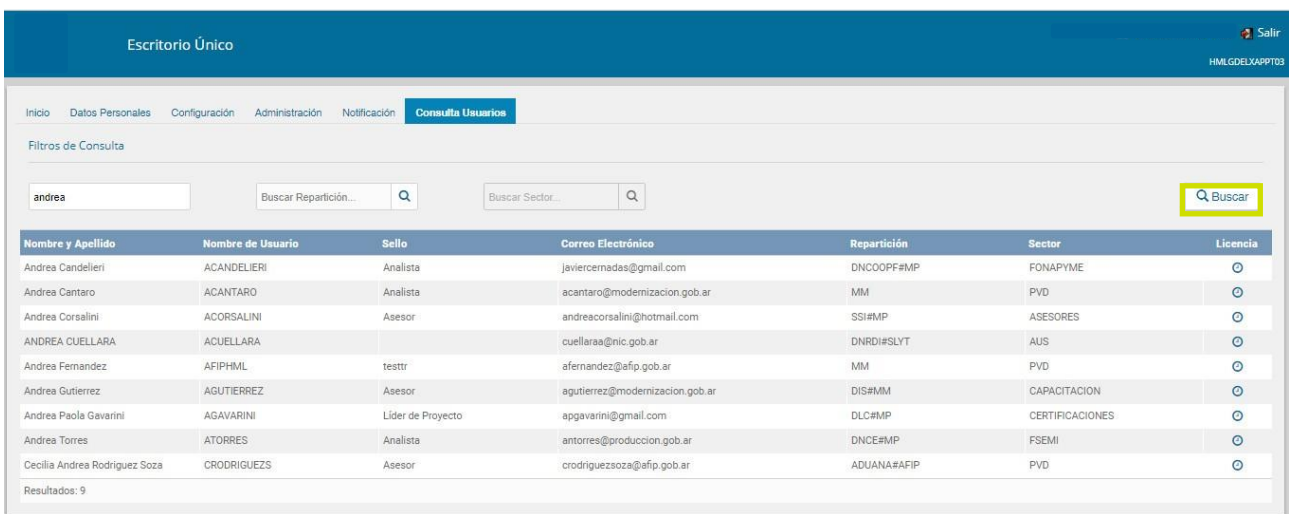 Escritorio Único
Salir
HMLGDELXAPPT03
Inicio Datos Personales Configuración Administración Notificación Consulta Usuarios
Filtros de Consulta
andrea Buscar Repartición... Buscar Sector... Buscar
Nombre y Apellido Nombre de Usuario Sello Correo Electrónico Repartición Sector Licencia
Andrea Candelieri ACANDELIERI Analista javiercernadas@gmail.com DNCOOPF#MP FONAPYME
Andrea Cantaro ACANTARO Analista acantaro@modernizacion.gob.ar MM PVD
Andrea Corsalini ACORSALINI Asesor andreacorsalini@hotmail.com SSI#MP ASESORES
ANDREA CUELLARA ACUELLARA cuellaraa@nic.gob.ar DNRDI#SLYT AUS
Andrea Fernandez AFIPHML testtr afernandez@afip.gob.ar MM PVD
Andrea Gutierrez AGUTIERREZ Asesor agutierrez@modernizacion.gob.ar DIS#MM CAPACITACION
Andrea Paola Gavarini AGAVARINI Líder de Proyecto apgavarini@gmail.com DLC#MP CERTIFICACIONES
Andrea Torres ATORRES Analista antorres@produccion.gob.ar DNCE#MP FSEMI
Cecilia Andrea Rodriguez Soza CRODRIGUEZS Asesor crodriguezsoza@afip.gob.ar ADUANA#AFIP PVD
Resultados: 9